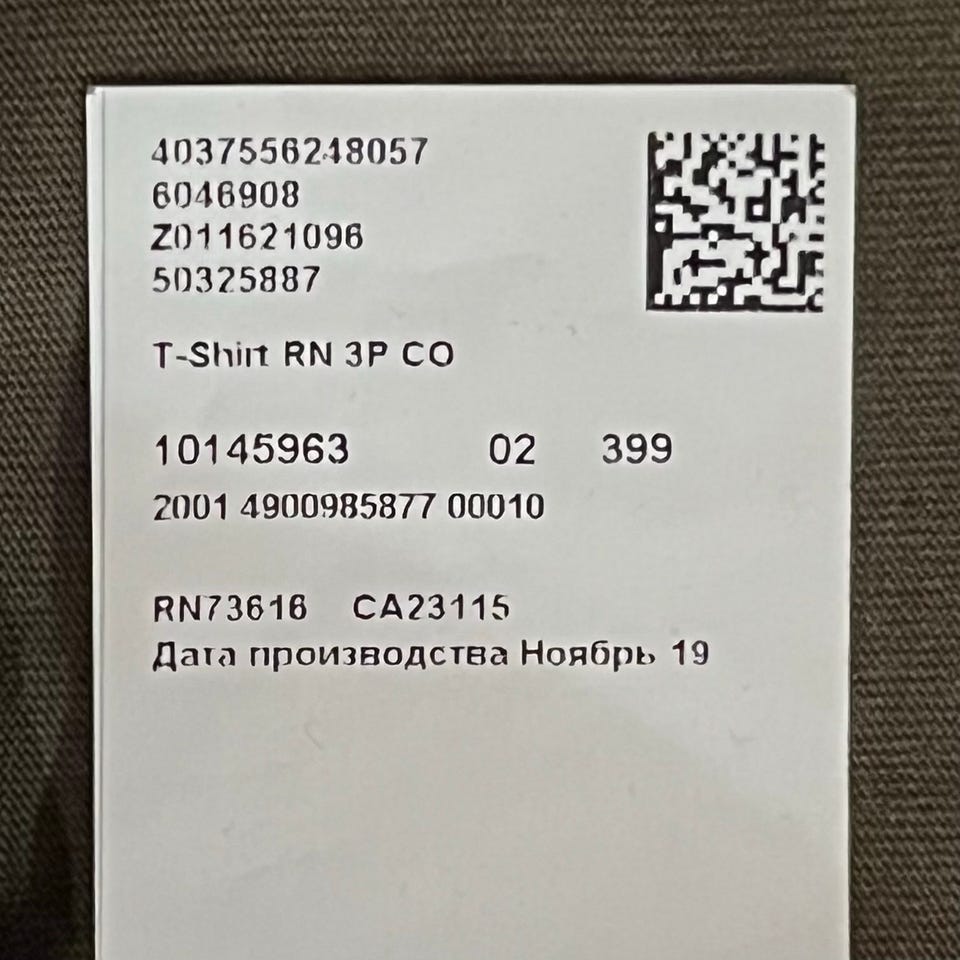 4037556248057
6046908
Z011621096
50325887
T-Shirt RN 3P CO
10145963 02 399
2001 4900985877 00010
RN73616 CA23115
Дата производства Ноябрь 19